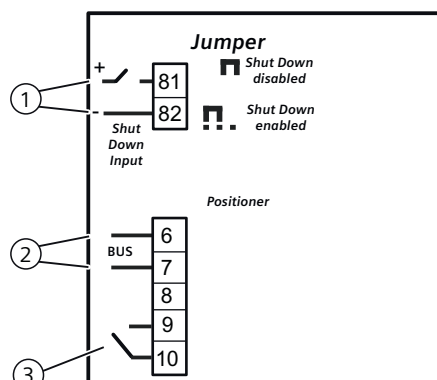 Jumper
+
81
Shut Down
disabled
1
-
82
Shut Down
enabled
Shut
Down
Input
Positioner
6
2
BUS
7
8
9
3
10